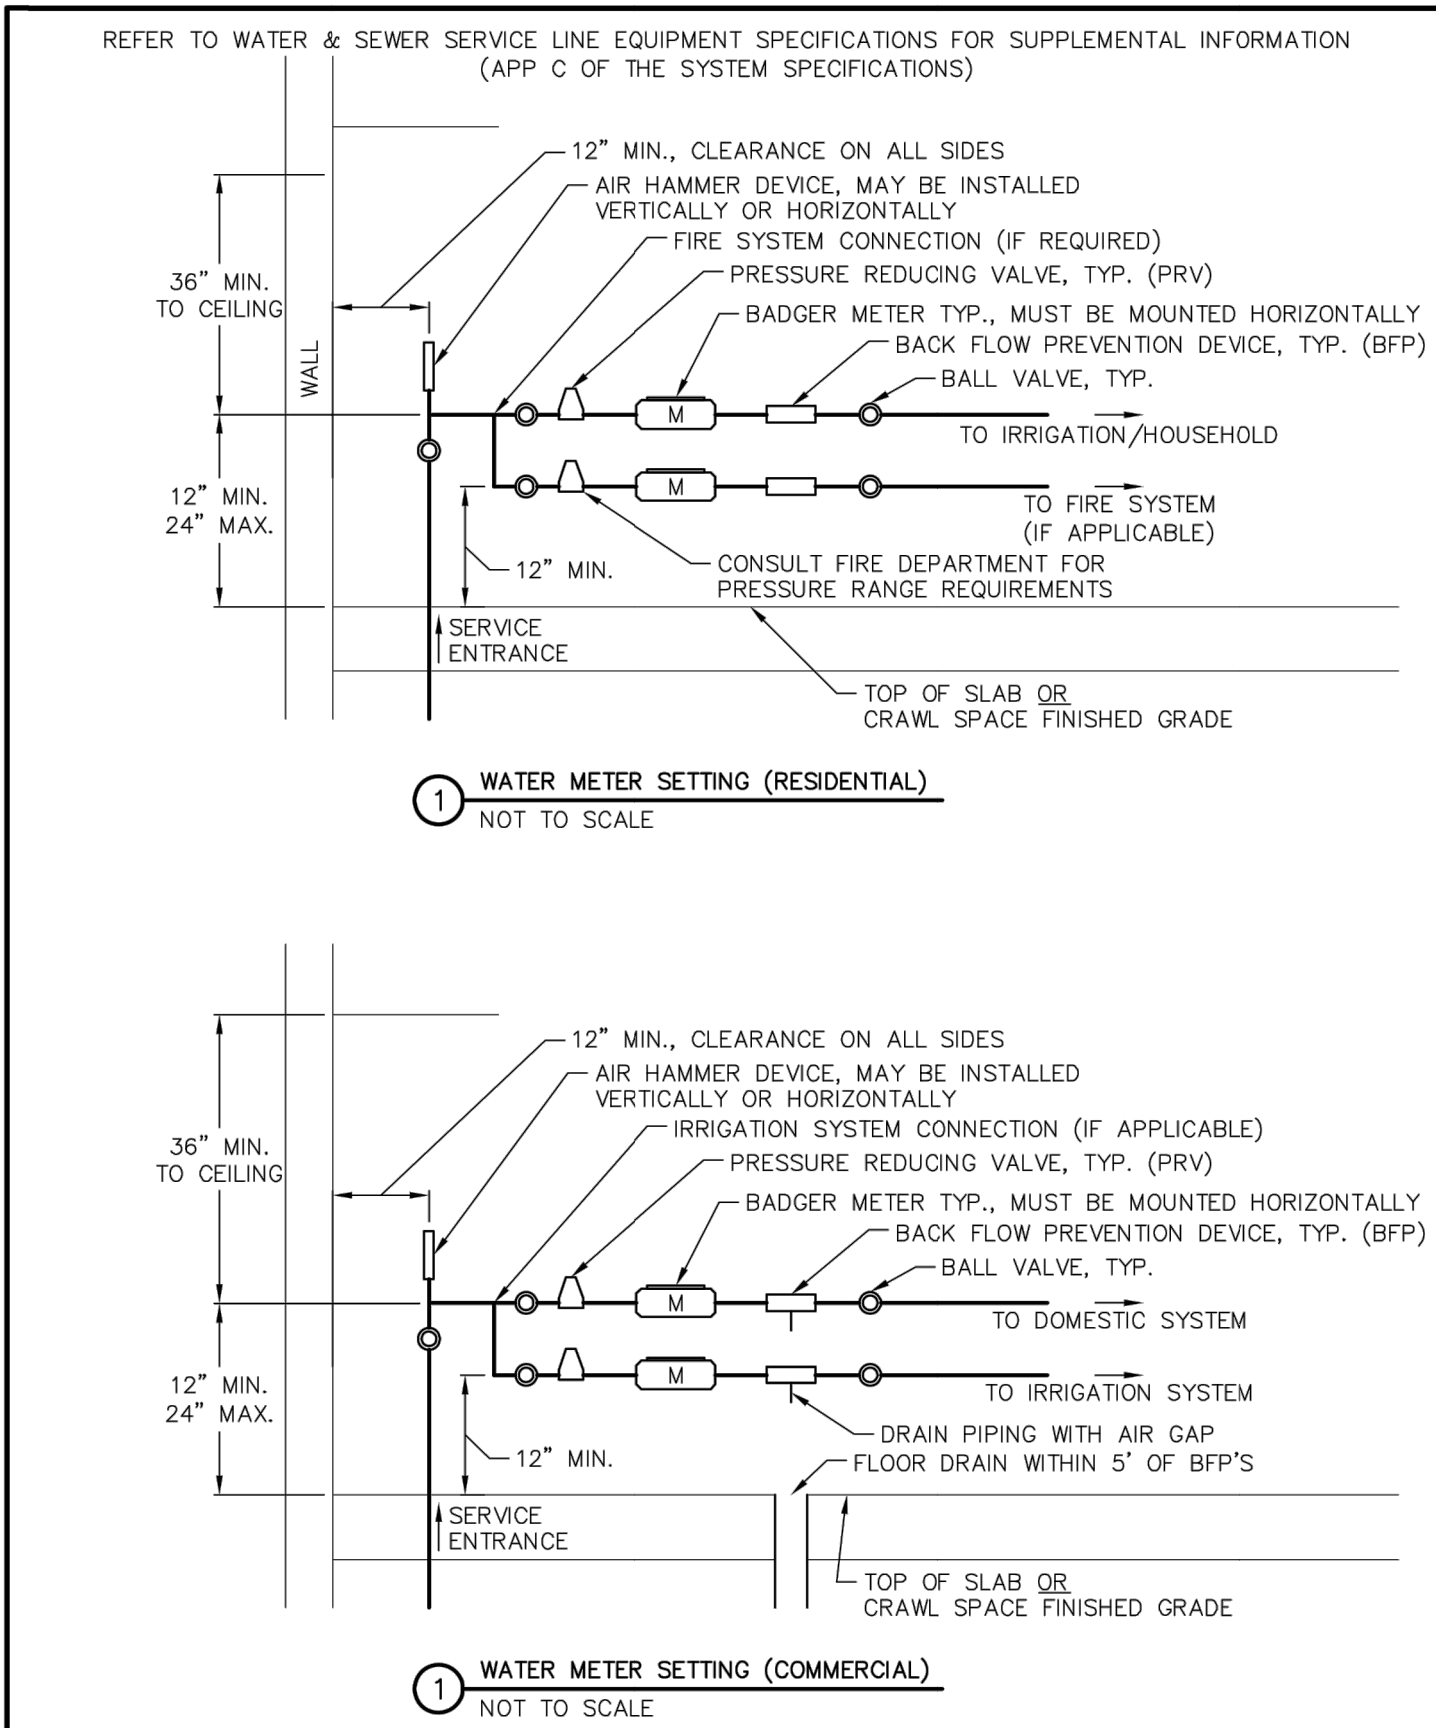 REFER TO WATER & SEWER SERVICE LINE EQUIPMENT SPECIFICATIONS FOR SUPPLEMENTAL INFORMATION
(APP C OF THE SYSTEM SPECIFICATIONS)
12" MIN., CLEARANCE ON ALL SIDES
AIR HAMMER DEVICE, MAY BE INSTALLED
VERTICALLY OR HORIZONTALLY
FIRE SYSTEM CONNECTION (IF REQUIRED)
PRESSURE REDUCING VALVE, TYP. (PRV)
36" MIN.
TO CEILING
BADGER METER TYP., MUST BE MOUNTED HORIZONTALLY
BACK FLOW PREVENTION DEVICE, TYP. (BFP)
WALL
BALL VALVE, TYP.
M
TO IRRIGATION/HOUSEHOLD
M
12" MIN.
24" MAX.
TO FIRE SYSTEM
(IF APPLICABLE)
12" MIN.
CONSULT FIRE DEPARTMENT FOR
PRESSURE RANGE REQUIREMENTS
SERVICE
ENTRANCE
TOP OF SLAB OR
CRAWL SPACE FINISHED GRADE
1
WATER METER SETTING (RESIDENTIAL)
NOT TO SCALE
12" MIN., CLEARANCE ON ALL SIDES
AIR HAMMER DEVICE, MAY BE INSTALLED
VERTICALLY OR HORIZONTALLY
IRRIGATION SYSTEM CONNECTION (IF APPLICABLE)
36" MIN.
TO CEILING
PRESSURE REDUCING VALVE, TYP. (PRV)
BADGER METER TYP., MUST BE MOUNTED HORIZONTALLY
BACK FLOW PREVENTION DEVICE, TYP. (BFP)
BALL VALVE, TYP.
M
TO DOMESTIC SYSTEM
M
12" MIN.
24" MAX.
TO IRRIGATION SYSTEM
DRAIN PIPING WITH AIR GAP
12" MIN.
FLOOR DRAIN WITHIN 5' OF BFP'S
SERVICE
ENTRANCE
TOP OF SLAB OR
CRAWL SPACE FINISHED GRADE
1
WATER METER SETTING (COMMERCIAL)
NOT TO SCALE